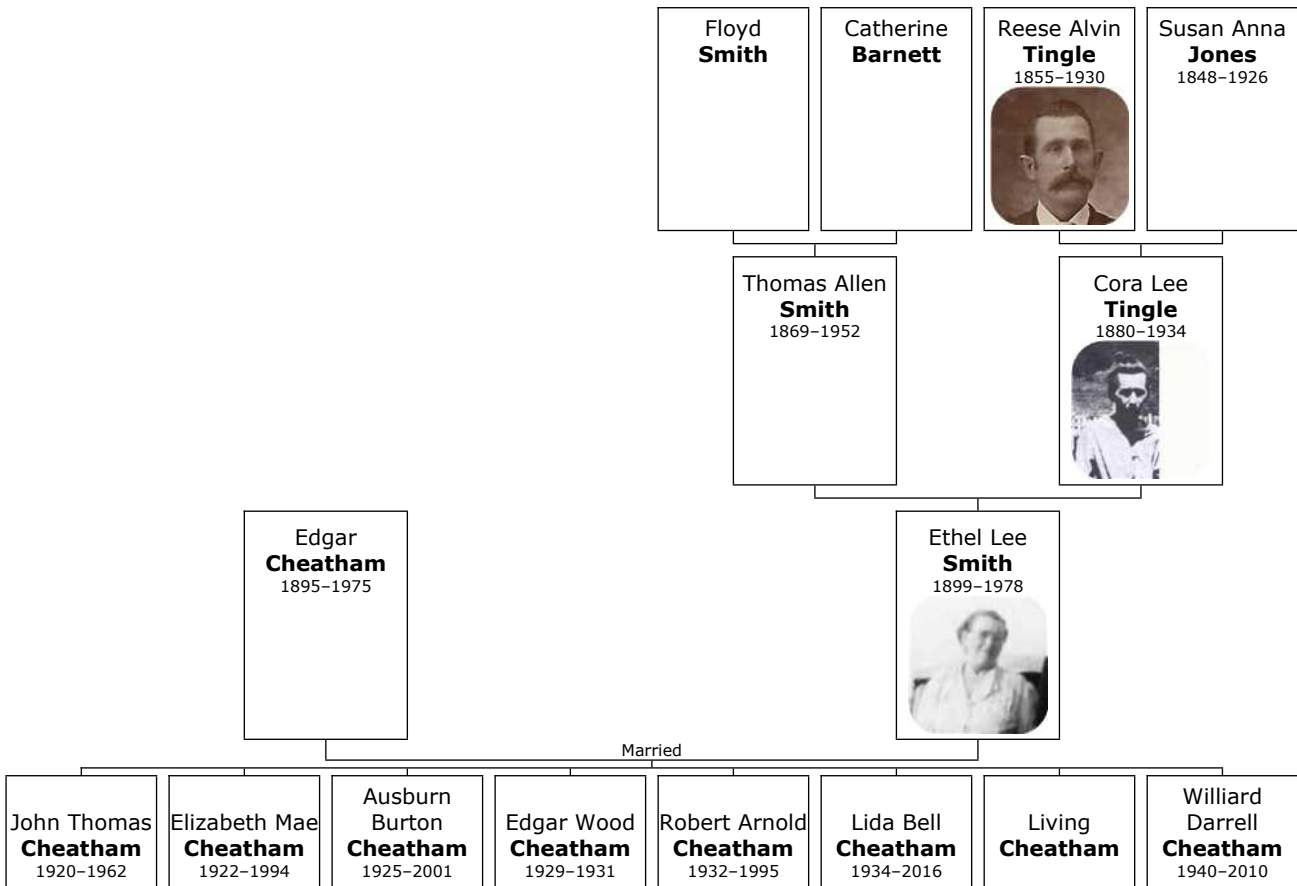 Floyd
Smith
Catherine
Barnett
Reese Alvin
Tingle
1855–1930
Susan Anna
Jones
1848–1926
Thomas Allen
Smith
1869–1952
Cora Lee
Tingle
1880–1934
Edgar
Cheatham
1895–1975
Ethel Lee
Smith
1899–1978
Married
John Thomas
Cheatham
1920–1962
Elizabeth Mae
Cheatham
1922–1994
Ausburn
Burton
Cheatham
1925–2001
Edgar Wood
Cheatham
1929–1931
Robert Arnold
Cheatham
1932–1995
Lida Bell
Cheatham
1934–2016
Living
Cheatham
Williard
Darrell
Cheatham
1940–2010